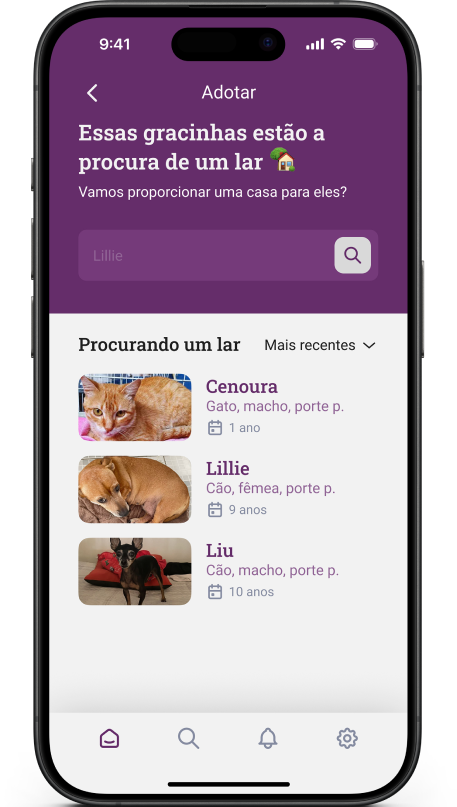 9:41
Adotar
Essas gracinhas estão a
procura de um lar 🏡
Vamos proporcionar uma casa para eles?
Lillie
Procurando um lar
Mais recentes
Cenoura
Gato, macho, porte p.
1 ano
Lillie
Cão, fêmea, porte p.
9 anos
Liu
Cão, macho, porte p.
10 anos